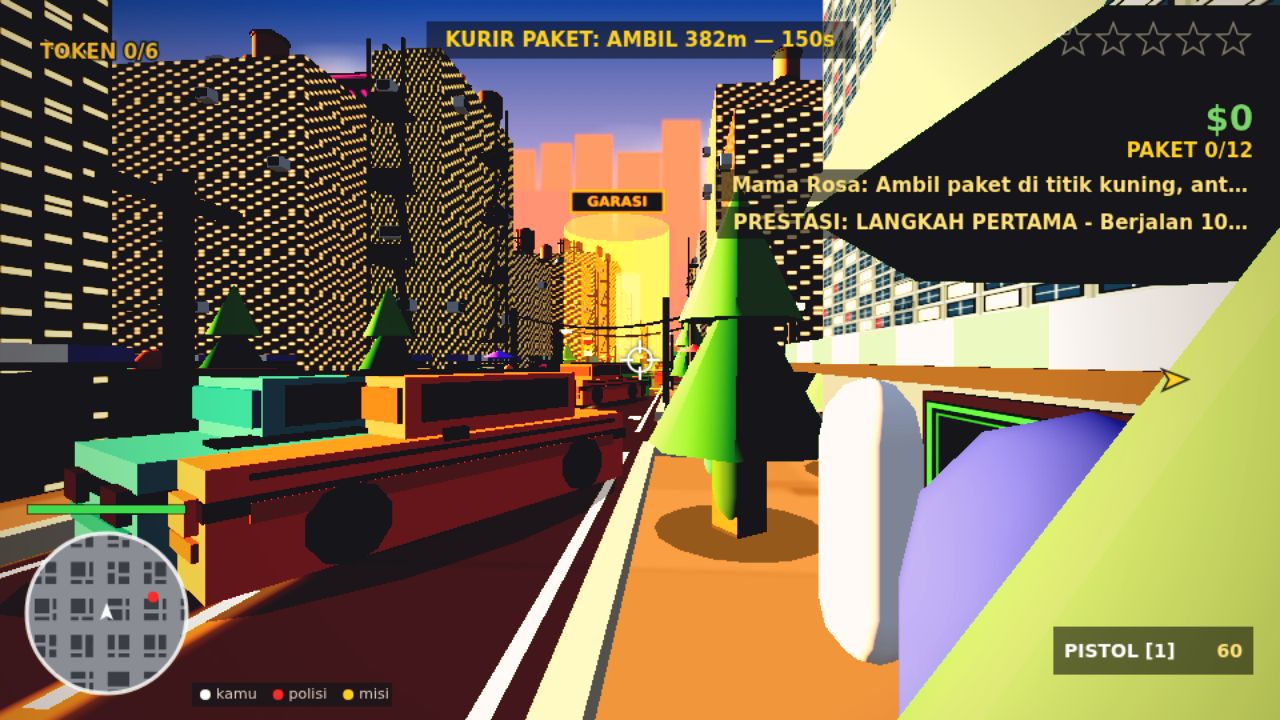 KURIR PAKET: AMBIL 382m — 150s
TOKEN 0/6
$0
PAKET 0/12
Mama Rosa: Ambil paket di titik kuning, ant...
PRESTASI: LANGKAH PERTAMA - Berjalan 10...
GARASI
PISTOL [1] 60
kamu polisi misi